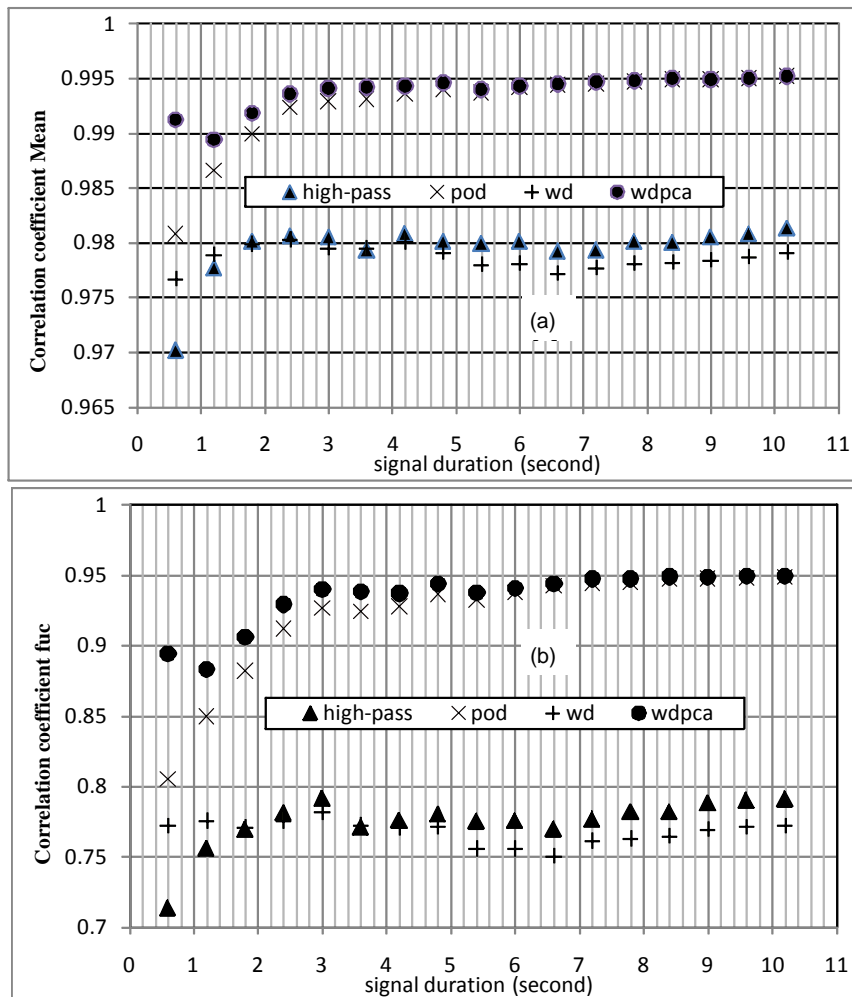 1
0.995
0.99
0.985
0.98
0.975
0.97
0.965
Correlation coefficient Mean
high-pass pod wd wdpca
(a)
0 1 2 3 4 5 6 7 8 9 10 11
signal duration (second)
1
0.95
0.9
0.85
0.8
0.75
0.7
Correlation coefficient fuc
(b)
high-pass pod wd wdpca
0 1 2 3 4 5 6 7 8 9 10 11
signal duration (second)